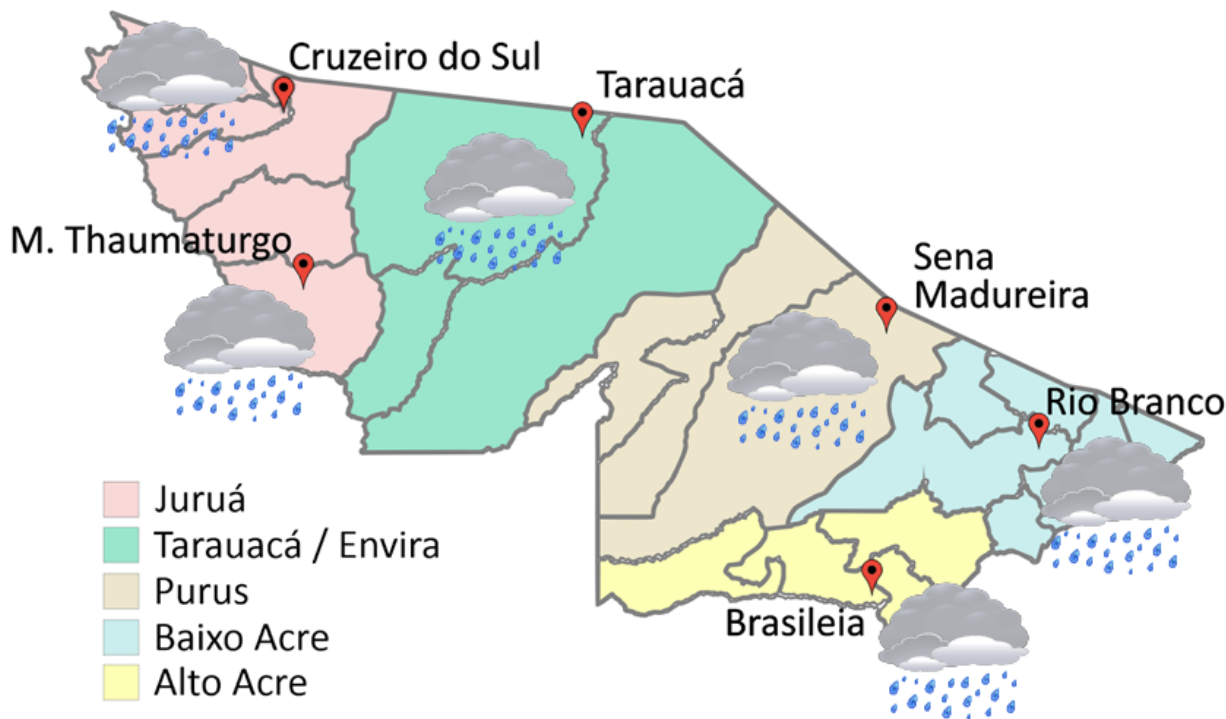 Cruzeiro do Sul
Tarauacá
M. Thaumaturgo
Sena
Madureira
Rio Branco
Brasileia
Juruá
Tarauacá / Envira
Purus
Baixo Acre
Alto Acre